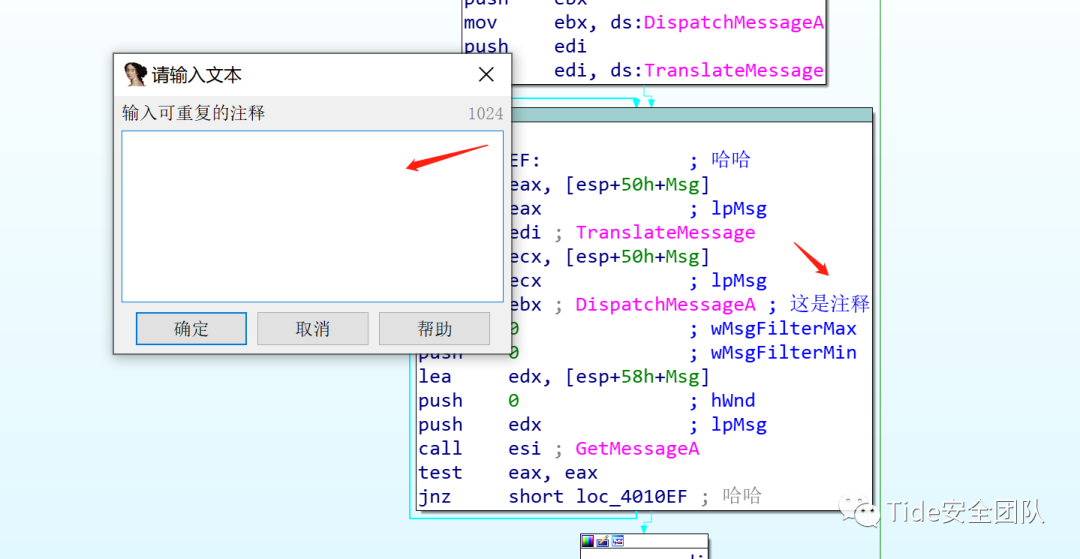 push ebx
mov ebx, ds:DispatchMessageA
push edi
edi, ds:TranslateMessage
请输入文本
输入可重复的注释 1024
确定 取消 帮助
EF: ; 哈哈
eax, [esp+50h+Msg]
eax ; lpMsg
edi ; TranslateMessage
ecx, [esp+50h+Msg]
ecx ; lpMsg
ebx ; DispatchMessageA ; 这是注释
0 ; wMsgFilterMax
push 0 ; wMsgFilterMin
lea edx, [esp+58h+Msg]
push 0 ; hWnd
push edx ; lpMsg
call esi ; GetMessageA
test eax, eax
jnz short loc_4010EF ; 哈哈
Tide安全团队